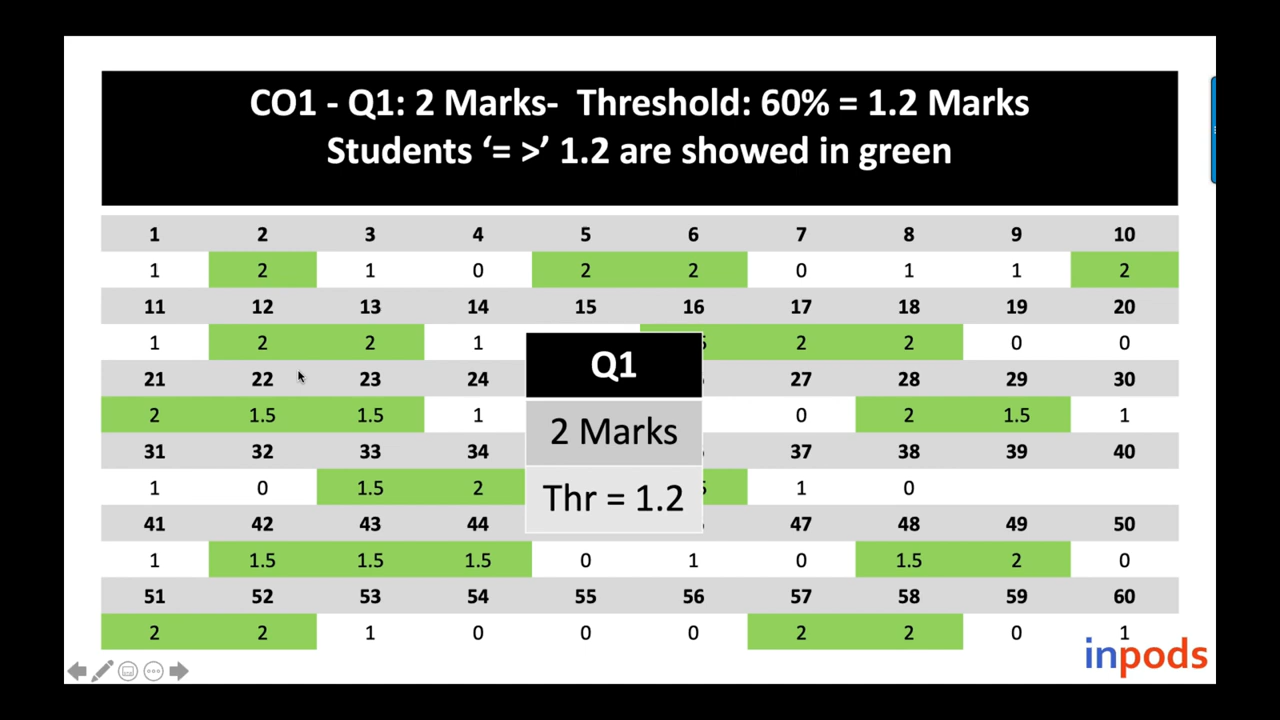 CO1 - Q1: 2 Marks- Threshold: 60% = 1.2 Marks
Students ‘= >’ 1.2 are showed in green
1 2 3 4 5 6 7 8 9 10
1 2 1 0 2 2 0 1 1 2
11 12 13 14 15 16 17 18 19 20
1 2 2 1 2 2 0 0
21 22 23 24 27 28 29 30
2 1.5 1.5 1 0 2 1.5 1
31 32 33 34 37 38 39 40
1 0 1.5 2 1 0
41 42 43 44 47 48 49 50
1 1.5 1.5 1.5 0 1 0 1.5 2 0
51 52 53 54 55 56 57 58 59 60
2 2 1 0 0 0 2 2 0 1
Q1
2 Marks
Thr = 1.2
inpods